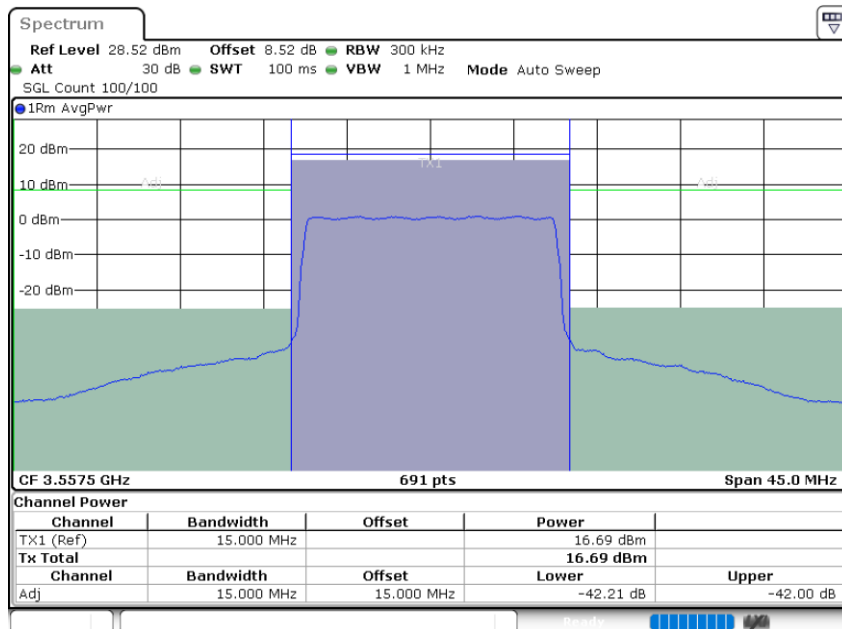 Spectrum
Ref Level 28.52 dBm Offset 8.52 dB RBW 300 kHz
Att 30 dB SWT 100 ms VBW 1 MHz Mode Auto Sweep
SGL Count 100/100
1Rm AvgPwr
20 dBm
TX1
10 dBm Adj Adj
0 dBm
-10 dBm
-20 dBm
CF 3.5575 GHz 691 pts Span 45.0 MHz
Channel Power
Channel Bandwidth Offset Power
TX1 (Ref) 15.000 MHz 16.69 dBm
Tx Total 16.69 dBm
Channel Bandwidth Offset Lower Upper
Adj 15.000 MHz 15.000 MHz -42.21 dB -42.00 dB
Ready